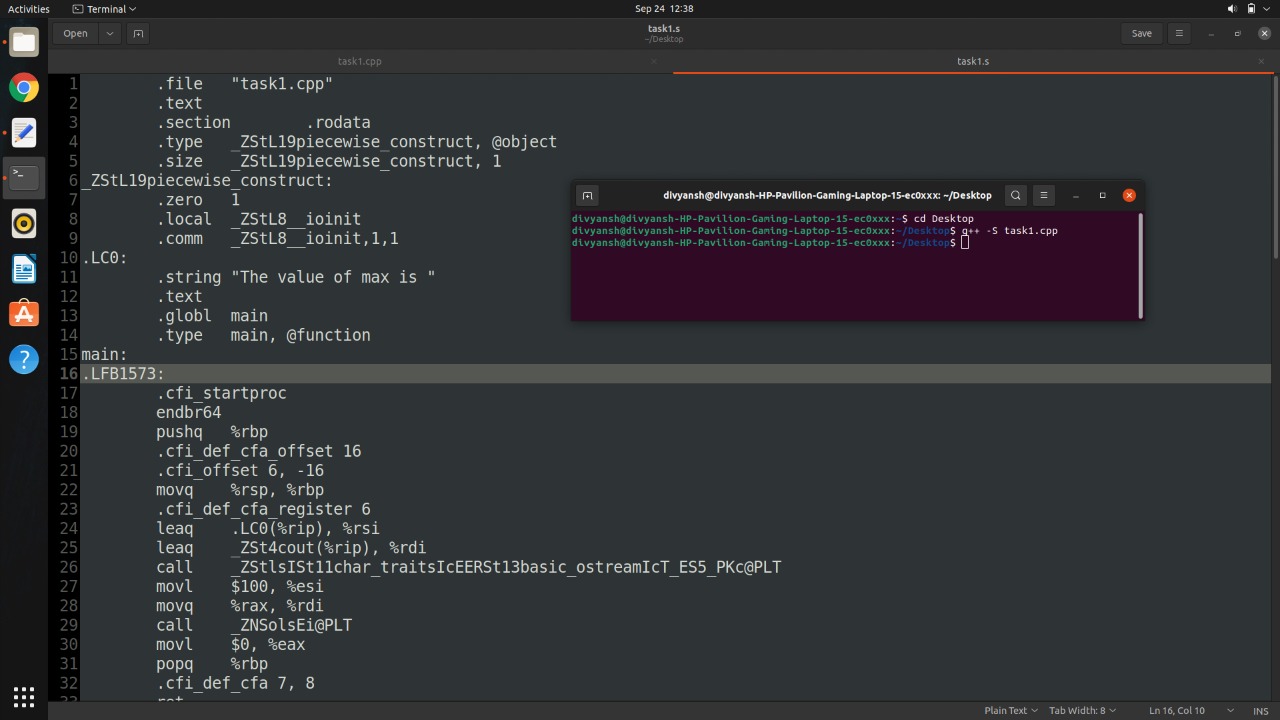 Activities
Terminal
Sep 24 12:38
Open
task1.s
~/Desktop
Save
task1.cpp
task1.s
1 .file "task1.cpp"
2 .text
3 .section .rodata
4 .type _ZStL19piecewise_construct, @object
5 .size _ZStL19piecewise_construct, 1
6 _ZStL19piecewise_construct:
7 .zero 1
8 .local _ZStL8__ioinit
9 .comm _ZStL8__ioinit,1,1
10 .LC0:
11 .string "The value of max is "
12 .text
13 .globl main
14 .type main, @function
15 main:
16 .LFB1573:
17 .cfi_startproc
18 endbr64
19 pushq %rbp
20 .cfi_def_cfa_offset 16
21 .cfi_offset 6, -16
22 movq %rsp, %rbp
23 .cfi_def_cfa_register 6
24 leaq .LC0(%rip), %rsi
25 leaq _ZSt4cout(%rip), %rdi
26 call _ZStlsISt11char_traitsIcEERSt13basic_ostreamIcT_ES5_PKc@PLT
27 movl $100, %esi
28 movq %rax, %rdi
29 call _ZNSolsEi@PLT
30 movl $0, %eax
31 popq %rbp
32 .cfi_def_cfa 7, 8
33 ret
divyansh@divyansh-HP-Pavilion-Gaming-Laptop-15-ec0xxx: ~/Desktop
divyansh@divyansh-HP-Pavilion-Gaming-Laptop-15-ec0xxx:~$ cd Desktop
divyansh@divyansh-HP-Pavilion-Gaming-Laptop-15-ec0xxx:~/Desktop$ g++ -S task1.cpp
divyansh@divyansh-HP-Pavilion-Gaming-Laptop-15-ec0xxx:~/Desktop$
Plain Text
Tab Width: 8
Ln 16, Col 10
INS